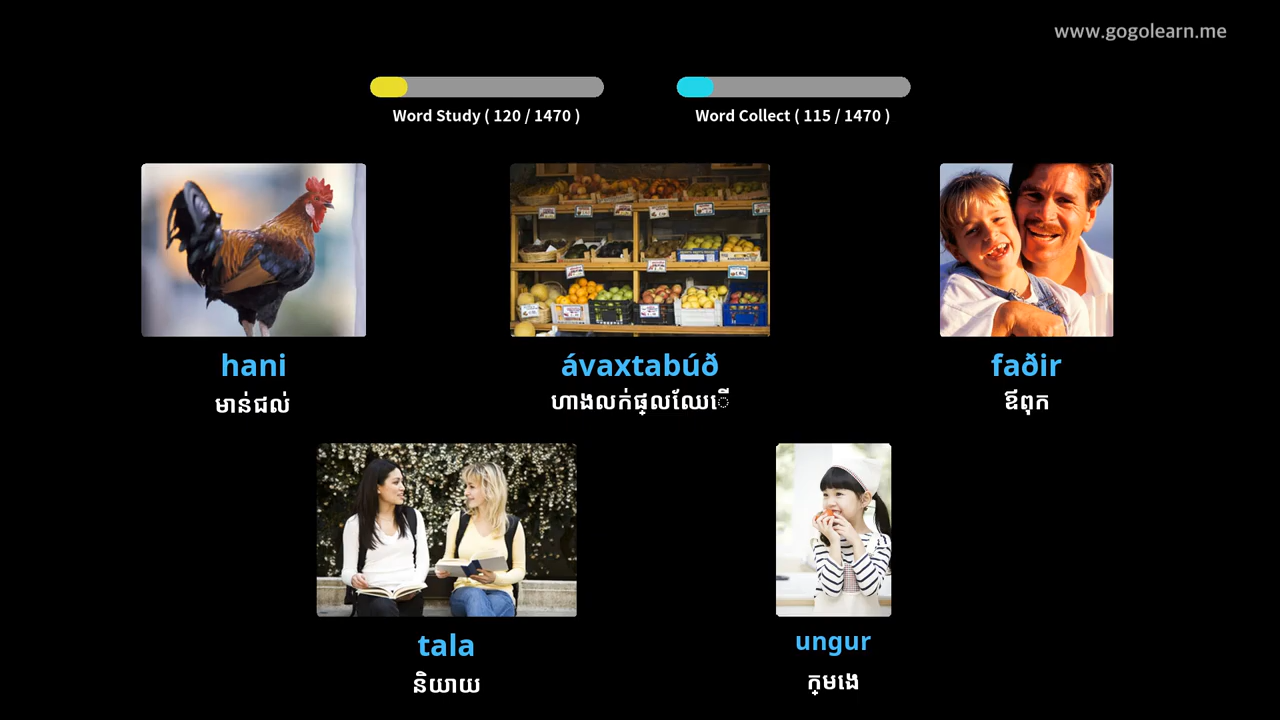 www.gogolearn.me
Word Study ( 120 / 1470 )
Word Collect ( 115 / 1470 )
hani
មាន់ជល់
ávaxtabúð
ហាងលក់ផ្លែឈើ
faðir
ឪពុក
tala
និយាយ
ungur
ក្មេង